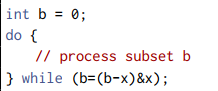 int b = 0;
do {
    // process subset b
} while (b=(b-x)&x);